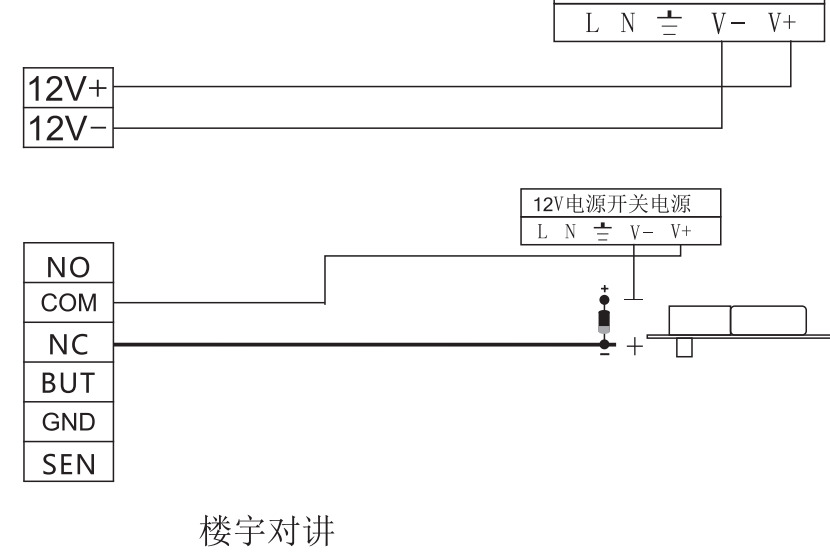 L N ⏚ V− V+
12V+
12V−
12V电源开关电源
L N ⏚ V− V+
NO
COM
NC
BUT
GND
SEN
+
−
+
楼宇对讲